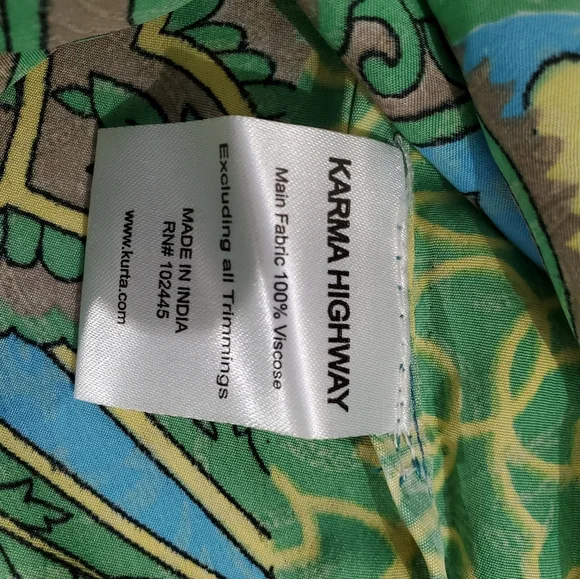 KARMA HIGHWAY
Main Fabric 100% Viscose
Excluding all Trimmings
MADE IN INDIA
RN# 102445
www.kurta.com